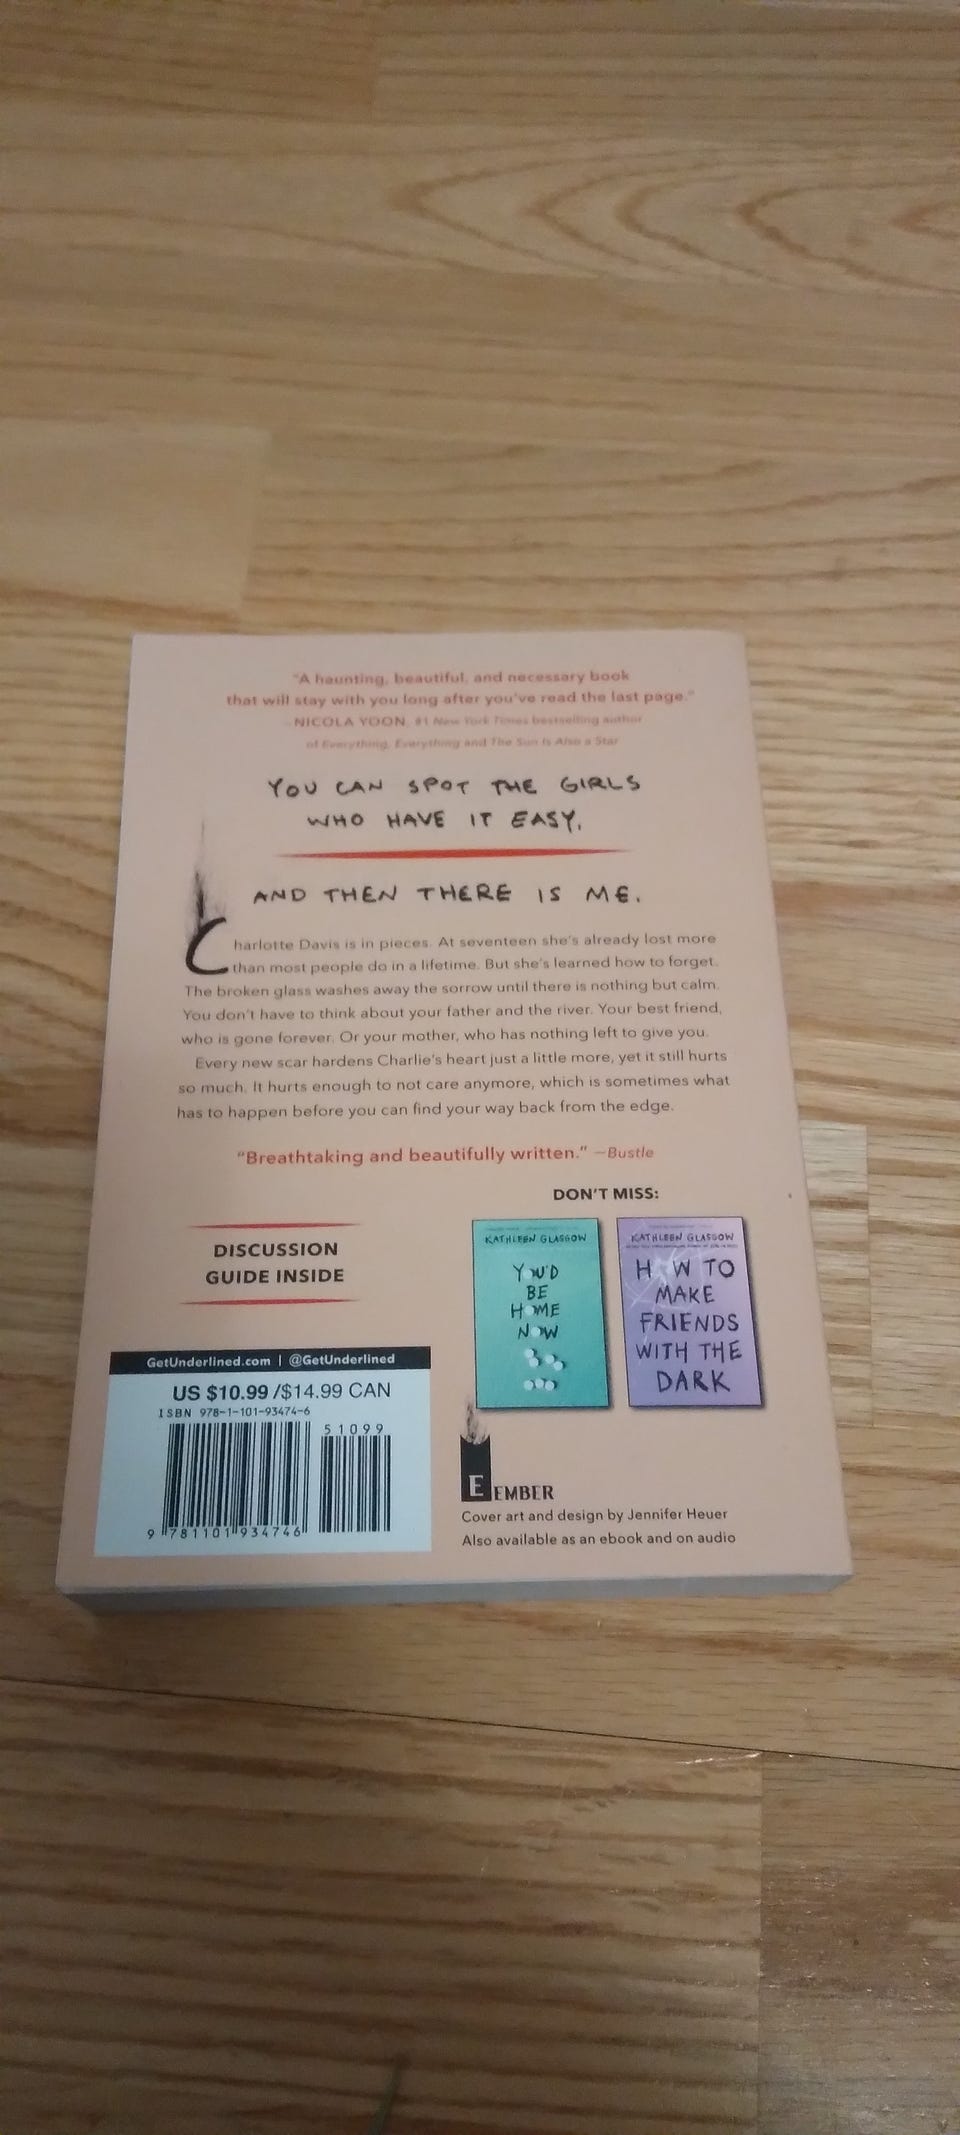 "A haunting, beautiful, and necessary book
that will stay with you long after you've read the last page."
—NICOLA YOON, #1 New York Times bestselling author
of Everything, Everything and The Sun Is Also a Star
YOU CAN SPOT THE GIRLS
WHO HAVE IT EASY.
AND THEN THERE IS ME.
Charlotte Davis is in pieces. At seventeen she's already lost more
than most people do in a lifetime. But she's learned how to forget.
The broken glass washes away the sorrow until there is nothing but calm.
You don't have to think about your father and the river. Your best friend,
who is gone forever. Or your mother, who has nothing left to give you.
Every new scar hardens Charlie's heart just a little more, yet it still hurts
so much. It hurts enough to not care anymore, which is sometimes what
has to happen before you can find your way back from the edge.
"Breathtaking and beautifully written." —Bustle
DISCUSSION
GUIDE INSIDE
DON'T MISS:
KATHLEEN GLASGOW
YOU'D
BE
HOME
NOW
KATHLEEN GLASGOW
HOW TO
MAKE
FRIENDS
WITH THE
DARK
GetUnderlined.com | @GetUnderlined
US $10.99 /$14.99 CAN
ISBN 978-1-101-93474-6
51099
9 781101 934746
E EMBER
Cover art and design by Jennifer Heuer
Also available as an ebook and on audio